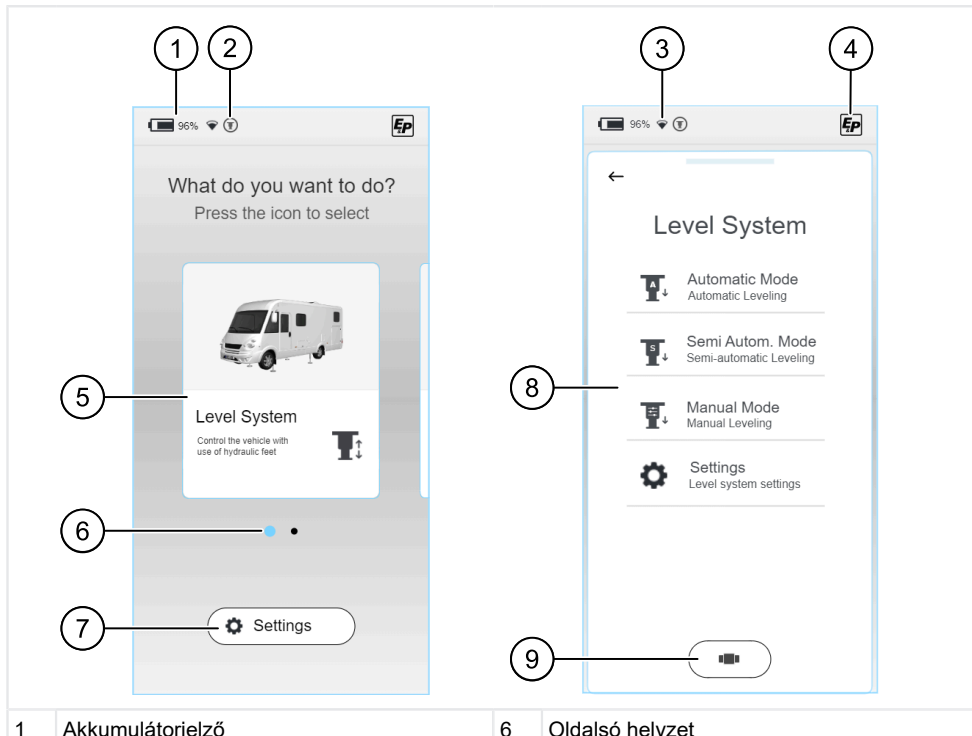 1
2
3
4
96%
What do you want to do?
Press the icon to select
Level System
Control the vehicle with
use of hydraulic feet
Settings
5
6
7
96%
Level System
A
Automatic Mode
Automatic Leveling
S
Semi Autom. Mode
Semi-automatic Leveling
Manual Mode
Manual Leveling
Settings
Level system settings
8
9
1 Akkumulátorjelző 6 Oldalsó helyzet